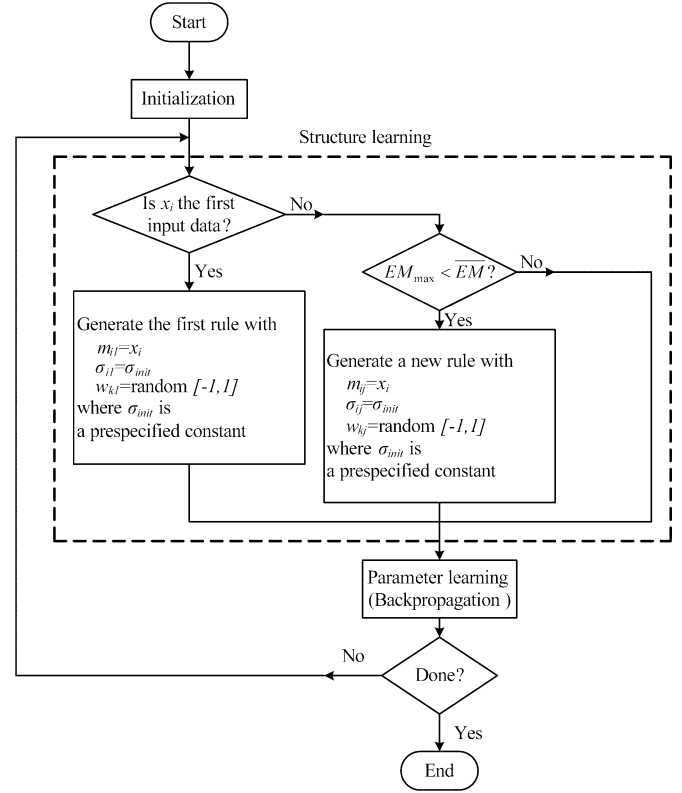 Start
Initialization
Structure learning
Is xᵢ the first
input data?
No
Yes
EMmax < E̅M̅?
No
Yes
Generate the first rule with
mi1=xi
σi1=σinit
wk1=random [-1,1]
where σinit is
a prespecified constant
Generate a new rule with
mij=xi
σij=σinit
wkj=random [-1,1]
where σinit is
a prespecified constant
Parameter learning
(Backpropagation )
Done?
No
Yes
End